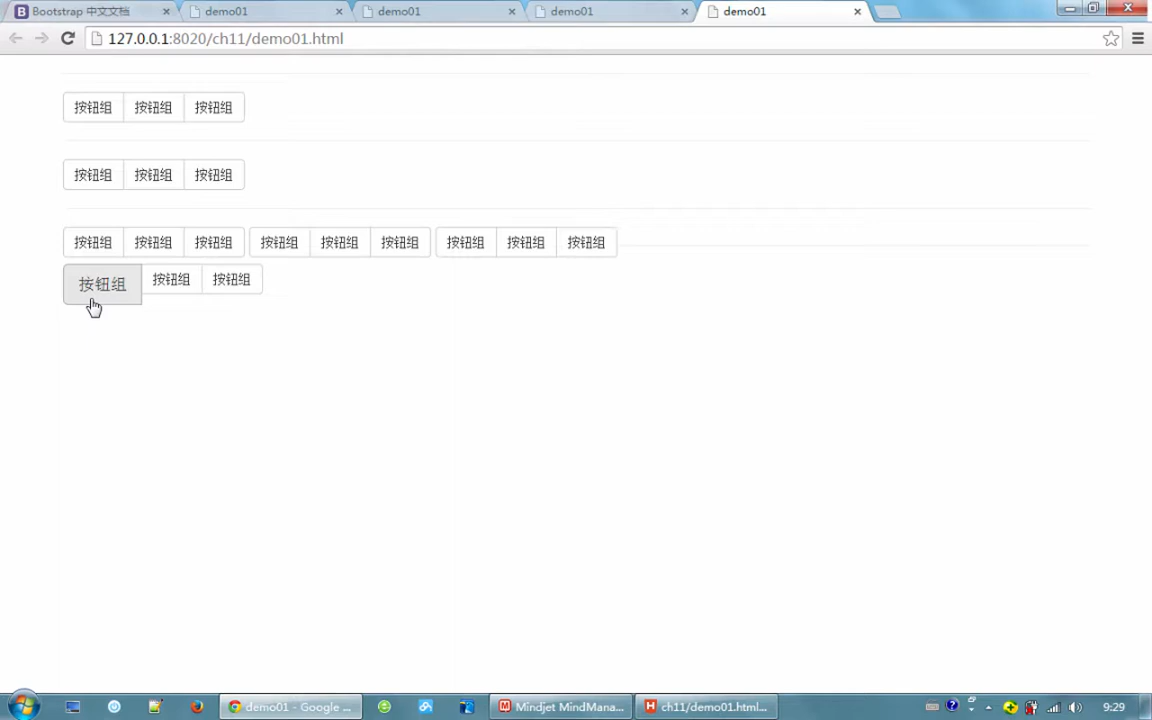 Bootstrap 中文文档 demo01 demo01 demo01 demo01
127.0.0.1:8020/ch11/demo01.html
按钮组 按钮组 按钮组
按钮组 按钮组 按钮组
按钮组 按钮组 按钮组 按钮组 按钮组 按钮组 按钮组 按钮组 按钮组
按钮组 按钮组 按钮组
demo01 - Google ... Mindjet MindMana... ch11/demo01.html... 9:29